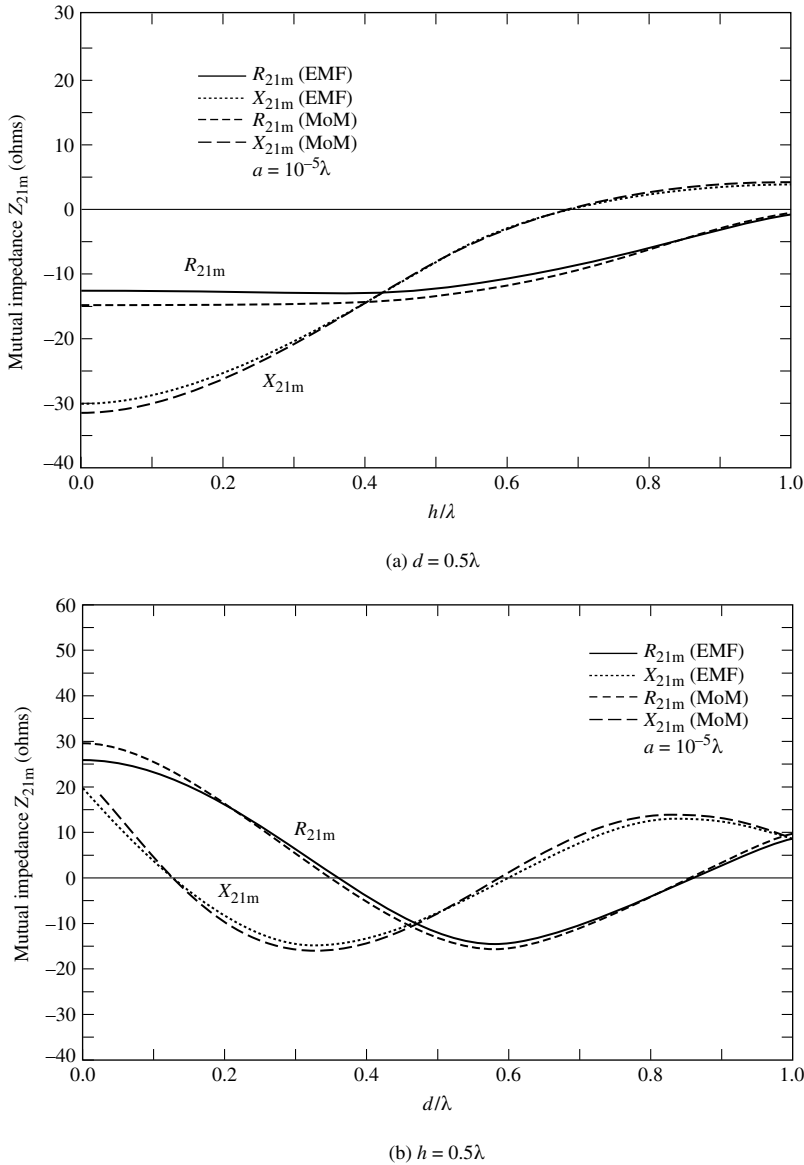 30
20
10
0
–10
–20
–30
–40
Mutual impedance Z21m (ohms)
R21m (EMF)
X21m (EMF)
R21m (MoM)
X21m (MoM)
a = 10–5λ
R21m
X21m
0.0 0.2 0.4 0.6 0.8 1.0
h/λ
(a) d = 0.5λ
60
50
40
30
20
10
0
–10
–20
–30
–40
Mutual impedance Z21m (ohms)
R21m (EMF)
X21m (EMF)
R21m (MoM)
X21m (MoM)
a = 10–5λ
R21m
X21m
0.0 0.2 0.4 0.6 0.8 1.0
d/λ
(b) h = 0.5λ